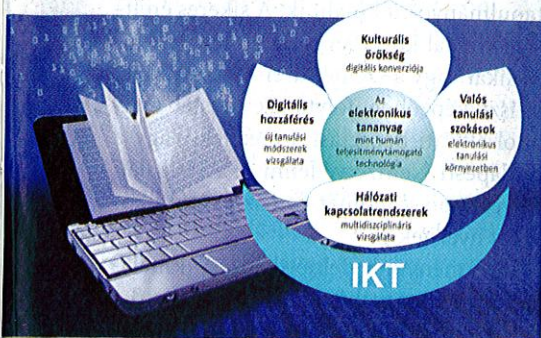 Kulturális
örökség
digitális konverziója
Digitális
hozzáférés
új tanulási
módszerek
vizsgálata
Az
elektronikus
tananyag
mint humán
teljesítménytámogató
technológia
Valós
tanulási
szokások
elektronikus
tanulási
környezetben
Hálózati
kapcsolatrendszerek
multidiszciplináris
vizsgálata
IKT